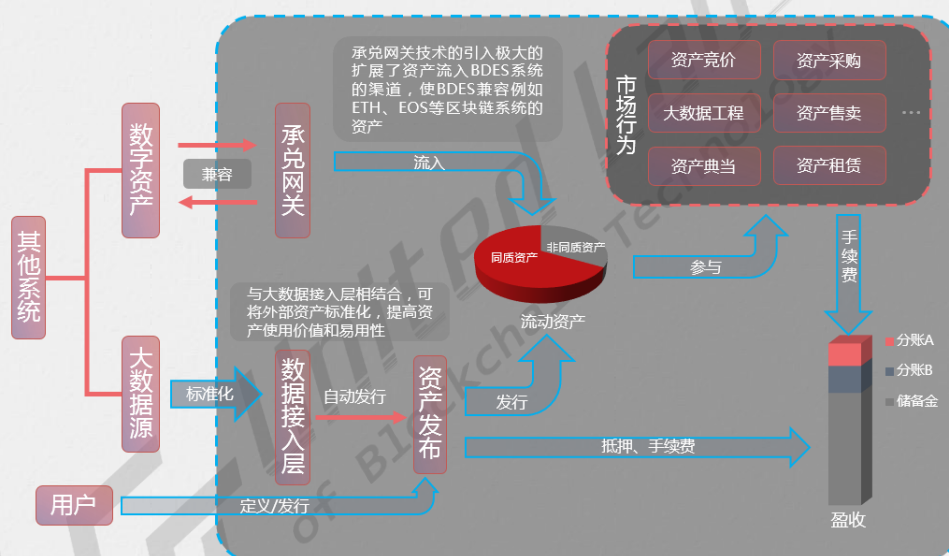 承兑网关技术的引入极大的
扩展了资产流入BDES系统
的渠道，使BDES兼容例如
ETH、EOS等区块链系统的
资产
市场行为
资产竞价
资产采购
大数据工程
资产售卖
...
资产典当
资产租赁
数字资产
兼容
承兑网关
流入
其他系统
同质资产
非同质资产
流动资产
参与
手续费
与大数据接入层相结合，可
将外部资产标准化，提高资
产使用价值和易用性
大数据源
标准化
数据接入层
自动发行
资产发布
发行
抵押、手续费
分账A
分账B
储备金
盈收
用户
定义/发行
of Blockchain Technology